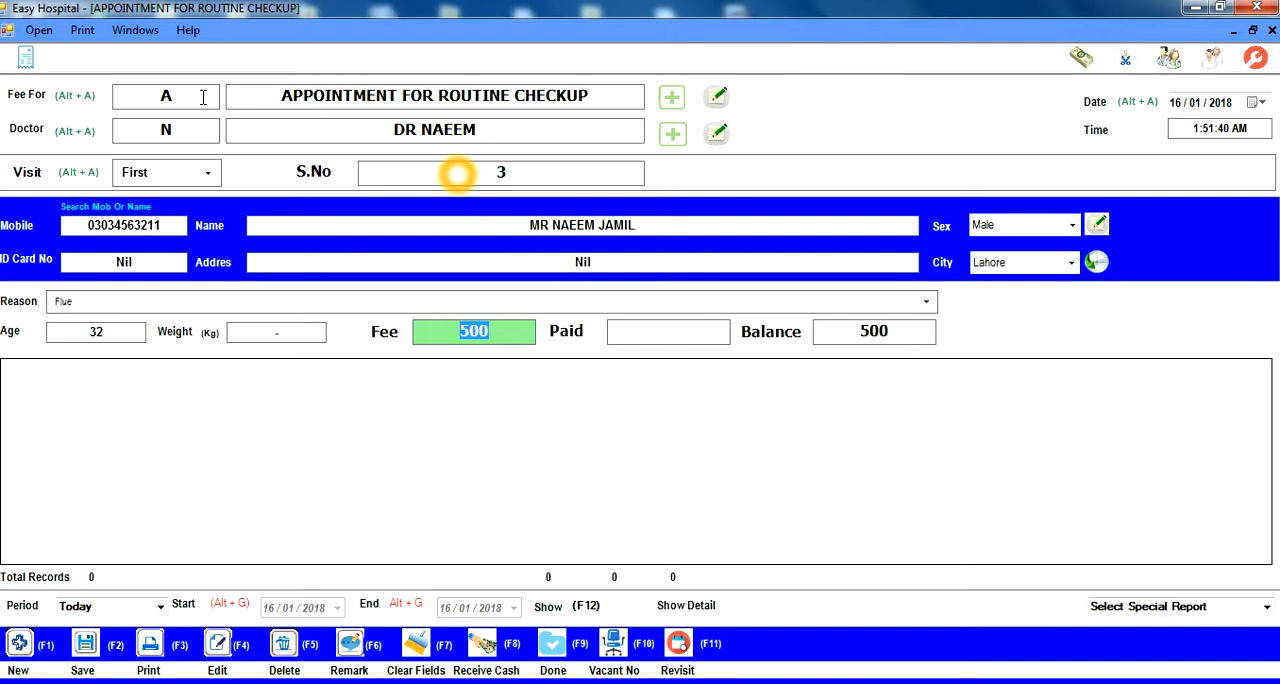 Easy Hospital - [APPOINTMENT FOR ROUTINE CHECKUP]
Open Print Windows Help
Fee For (Alt + A) A APPOINTMENT FOR ROUTINE CHECKUP Date (Alt + A) 16 / 01 / 2018
Doctor (Alt + A) N DR NAEEM Time 1:51:40 AM
Visit (Alt + A) First S.No 3
Search Mob Or Name
Mobile 03034563211 Name MR NAEEM JAMIL Sex Male
ID Card No Nil Addres Nil City Lahore
Reason Flue
Age 32 Weight (Kg) - Fee 500 Paid Balance 500
Total Records 0 0 0 0
Period Today Start (Alt + G) 16 / 01 / 2018 End Alt + G 16 / 01 / 2018 Show (F12) Show Detail Select Special Report
(F1) (F2) (F3) (F4) (F5) (F6) (F7) (F8) (F9) (F10) (F11)
New Save Print Edit Delete Remark Clear Fields Receive Cash Done Vacant No Revisit